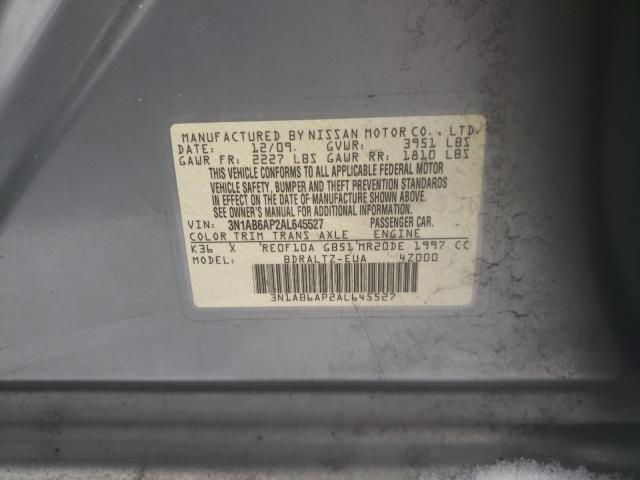 MANUFACTURED BY NISSAN MOTOR CO., LTD.
DATE: 12/09. GVWR: 3951 LBS
GAWR FR: 2227 LBS GAWR RR: 1810 LBS
THIS VEHICLE CONFORMS TO ALL APPLICABLE FEDERAL MOTOR
VEHICLE SAFETY, BUMPER AND THEFT PREVENTION STANDARDS
IN EFFECT ON THE DATE OF MANUFACTURE SHOWN ABOVE.
SEE OWNER'S MANUAL FOR ADDITIONAL INFORMATION.
VIN: 3N1AB6AP2AL645527 PASSENGER CAR.
COLOR TRIM TRANS AXLE ENGINE
K36 X RE0F10A GB51 MR20DE 1997 CC
MODEL: BDRALTZ-EUA 4Z000
3N1AB6AP2AL645527